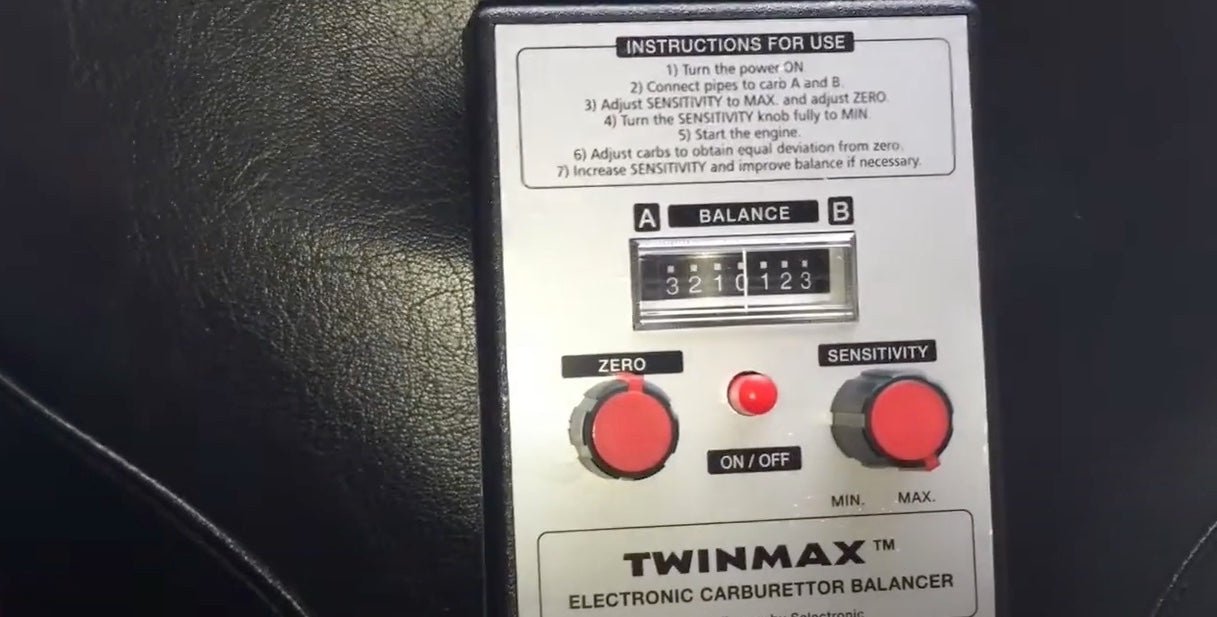 INSTRUCTIONS FOR USE
1) Turn the power ON
2) Connect pipes to carb A and B.
3) Adjust SENSITIVITY to MAX. and adjust ZERO.
4) Turn the SENSITIVITY knob fully to MIN.
5) Start the engine.
6) Adjust carbs to obtain equal deviation from zero.
7) Increase SENSITIVITY and improve balance if necessary.
A BALANCE B
3 2 1 0 1 2 3
ZERO
SENSITIVITY
ON / OFF
MIN. MAX.
TWINMAX™
ELECTRONIC CARBURETTOR BALANCER
by Selectronic